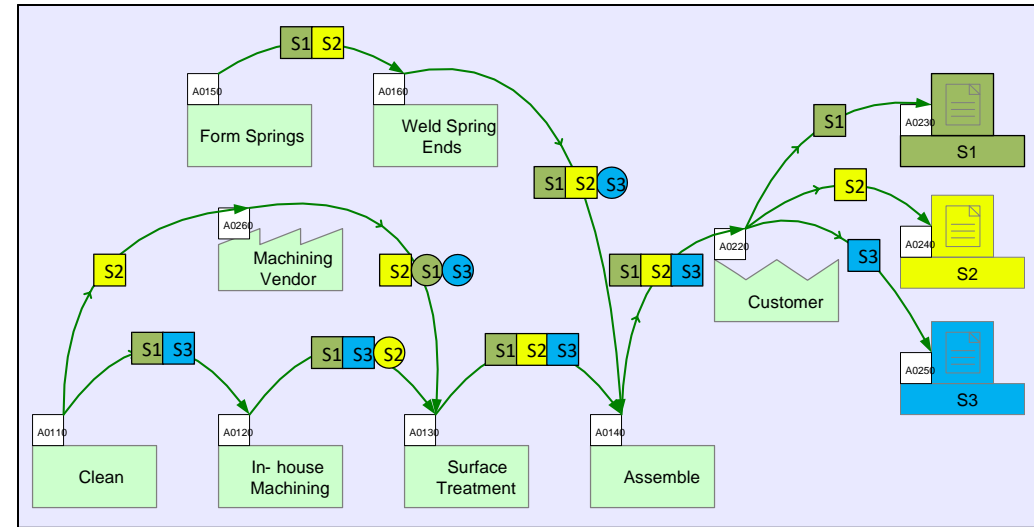 S1 S2
A0150
Form Springs
A0160
Weld Spring
Ends
S1 S2 S3
S1
A0230
S1
S2
A0240
S2
S3
A0250
S3
A0220
Customer
S1 S2 S3
S2
A0260
Machining
Vendor
S2 S1 S3
S1 S3
S1 S3 S2
S1 S2 S3
A0110
Clean
A0120
In- house
Machining
A0130
Surface
Treatment
A0140
Assemble